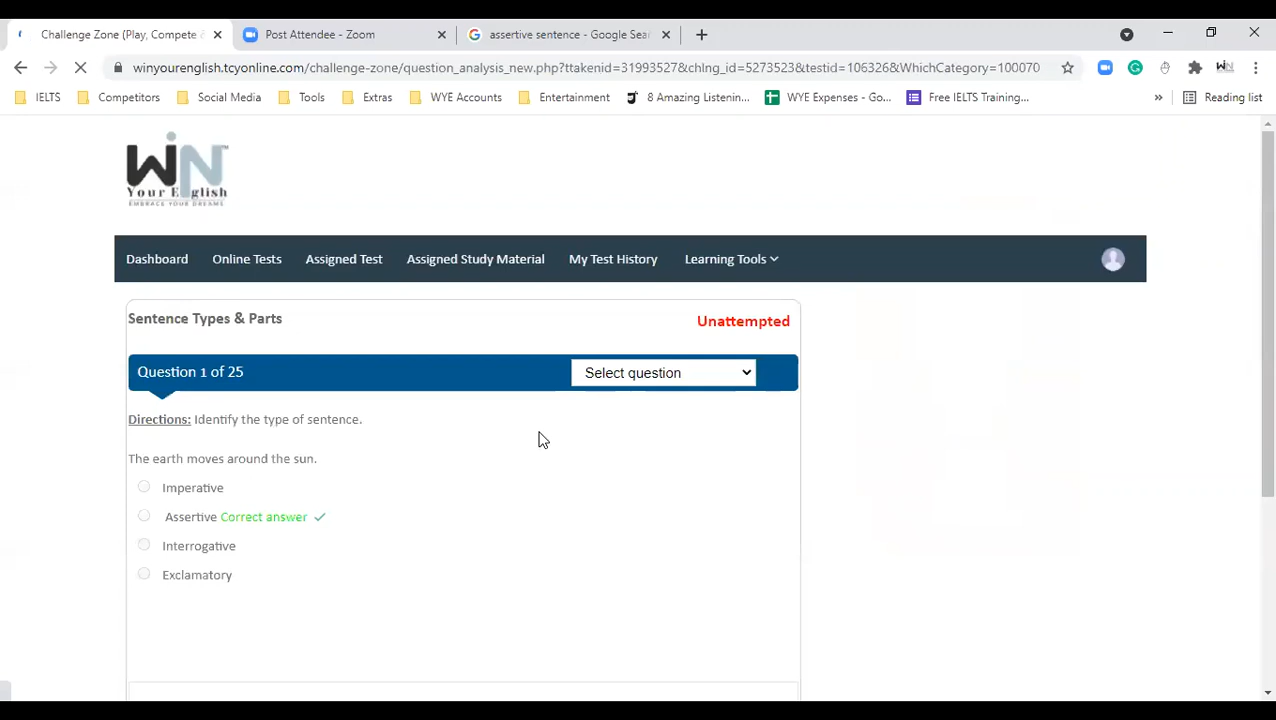 Challenge Zone (Play, Compete &
Post Attendee - Zoom
assertive sentence - Google Sear
winyourenglish.tcyonline.com/challenge-zone/question_analysis_new.php?ttakenid=31993527&chlng_id=5273523&testid=106326&WhichCategory=100070
IELTS
Competitors
Social Media
Tools
Extras
WYE Accounts
Entertainment
8 Amazing Listenin...
WYE Expenses - Go...
Free IELTS Training...
»
Reading list
WiN
Your English
EMBRACE YOUR DREAMS
Dashboard
Online Tests
Assigned Test
Assigned Study Material
My Test History
Learning Tools
Sentence Types & Parts
Unattempted
Question 1 of 25
Select question
Directions: Identify the type of sentence.
The earth moves around the sun.
Imperative
Assertive Correct answer ✓
Interrogative
Exclamatory